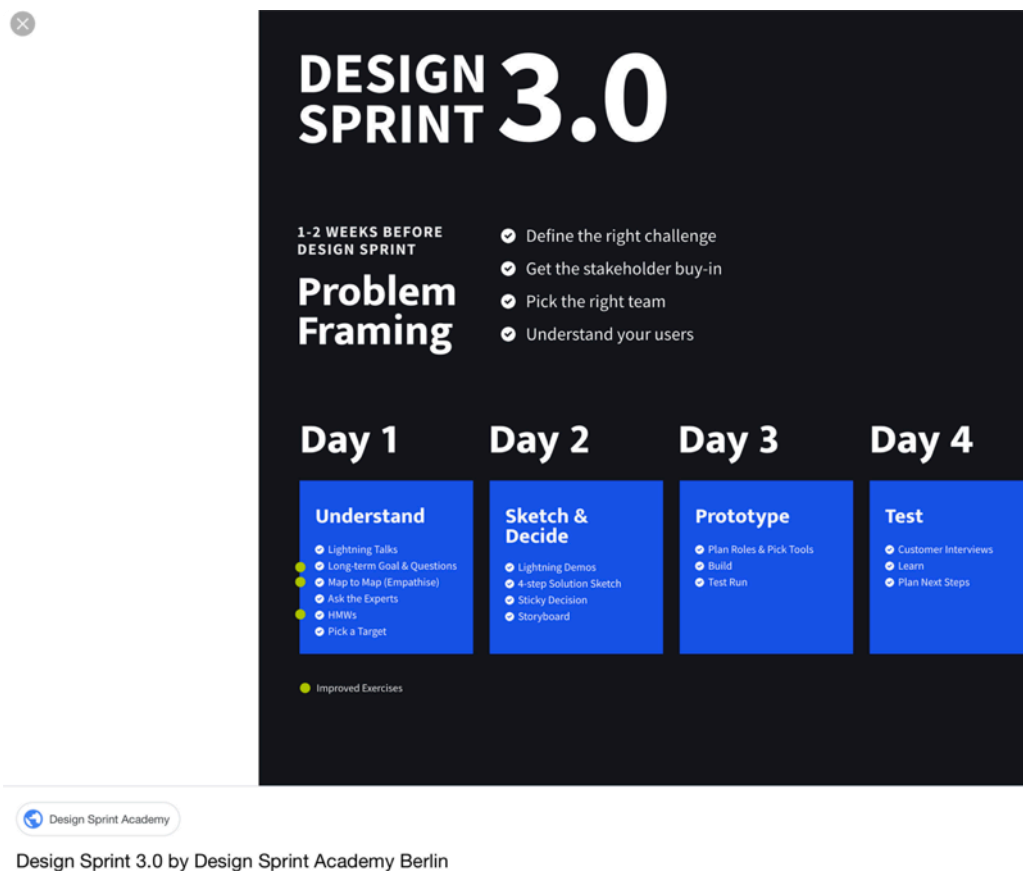 DESIGN
SPRINT 3.0
1-2 WEEKS BEFORE
DESIGN SPRINT
Problem
Framing
Define the right challenge
Get the stakeholder buy-in
Pick the right team
Understand your users
Day 1
Understand
Lightning Talks
Long-term Goal & Questions
Map to Map (Empathise)
Ask the Experts
HMWs
Pick a Target
Day 2
Sketch &
Decide
Lightning Demos
4-step Solution Sketch
Sticky Decision
Storyboard
Day 3
Prototype
Plan Roles & Pick Tools
Build
Test Run
Day 4
Test
Customer Interviews
Learn
Plan Next Steps
Improved Exercises
Design Sprint Academy
Design Sprint 3.0 by Design Sprint Academy Berlin